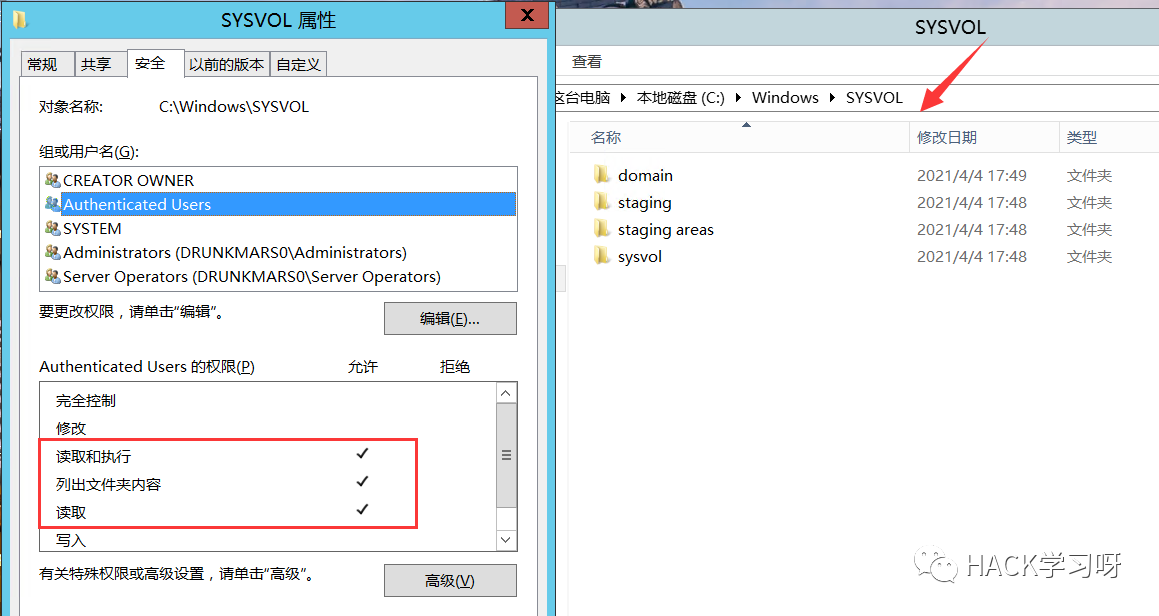 SYSVOL 属性
X
常规 共享 安全 以前的版本 自定义
对象名称: C:\Windows\SYSVOL
组或用户名(G):
CREATOR OWNER
Authenticated Users
SYSTEM
Administrators (DRUNKMARS0\Administrators)
Server Operators (DRUNKMARS0\Server Operators)
要更改权限，请单击“编辑”。
编辑(E)...
Authenticated Users 的权限(P) 允许 拒绝
完全控制
修改
读取和执行
列出文件夹内容
读取
写入
有关特殊权限或高级设置，请单击“高级”。
高级(V)
SYSVOL
查看
这台电脑 本地磁盘 (C:) Windows SYSVOL
名称 修改日期 类型
domain 2021/4/4 17:49 文件夹
staging 2021/4/4 17:48 文件夹
staging areas 2021/4/4 17:48 文件夹
sysvol 2021/4/4 17:48 文件夹
HACK学习呀